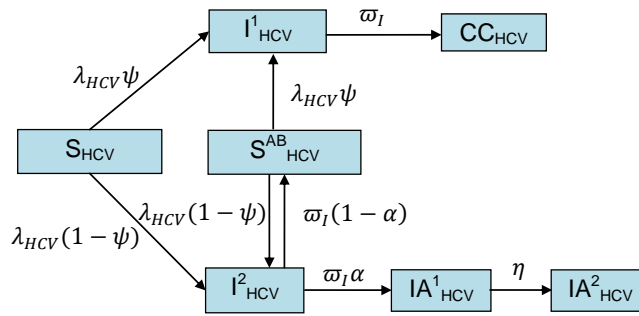 I¹HCV
ϖI
CCHCV
λHCVψ
λHCVψ
SHCV
SᴬᴮHCV
λHCV(1 − ψ)
λHCV(1 − ψ)
ϖI(1 − α)
I²HCV
ϖIα
IA¹HCV
η
IA²HCV